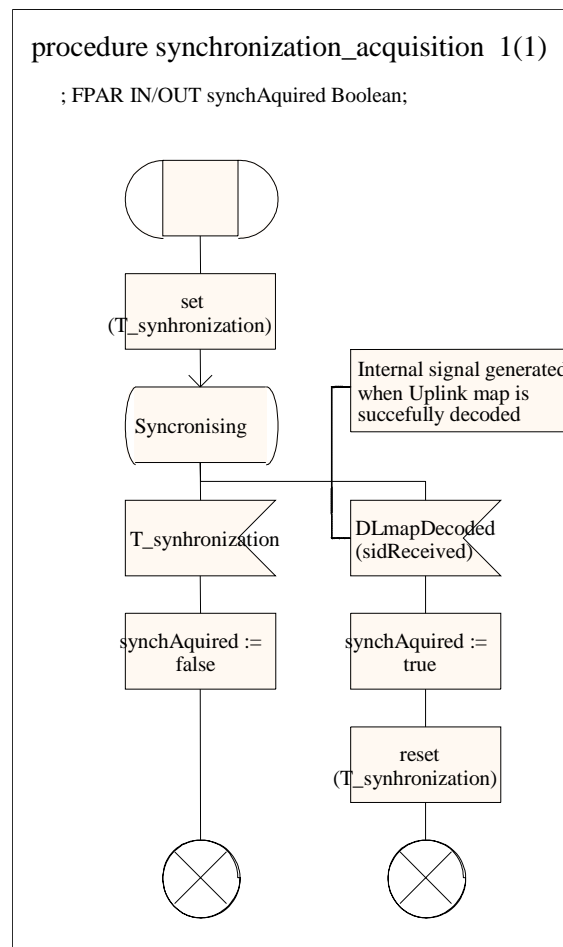 procedure synchronization_acquisition 1(1)
; FPAR IN/OUT synchAquired Boolean;
set
(T_synhronization)
Syncronising
Internal signal generated
when Uplink map is
succefully decoded
T_synhronization
DLmapDecoded
(sidReceived)
synchAquired :=
false
synchAquired :=
true
reset
(T_synhronization)